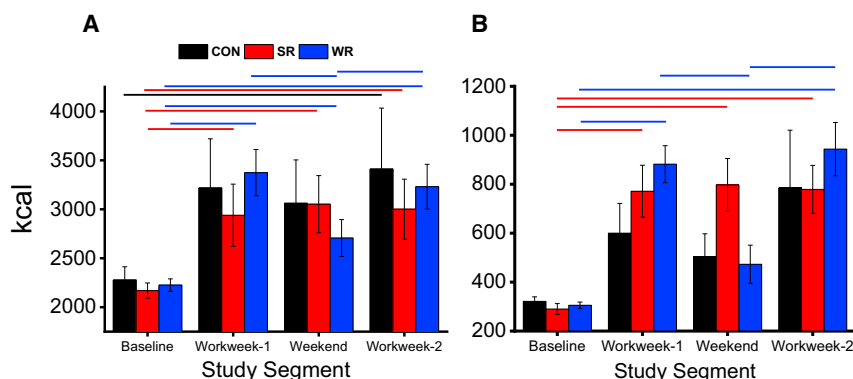 A
B
CON SR WR
kcal
4000
3500
3000
2500
2000
Baseline Workweek-1 Weekend Workweek-2
Study Segment
1200
1000
800
600
400
200
Baseline Workweek-1 Weekend Workweek-2
Study Segment